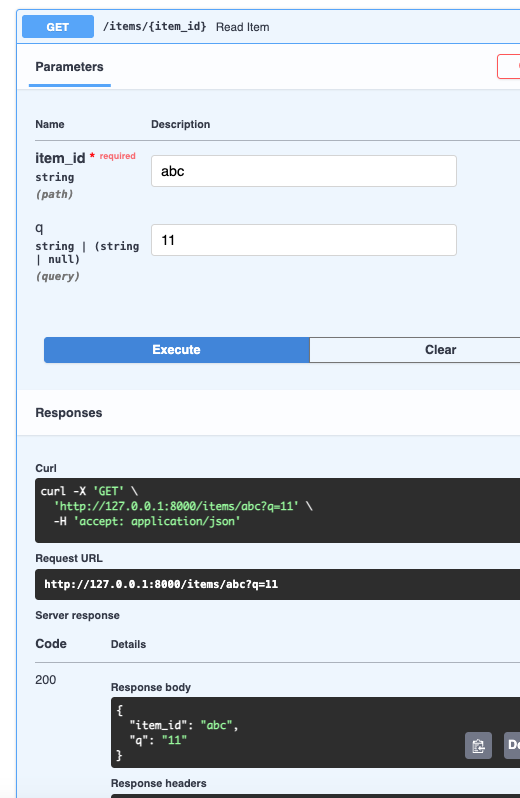 GET /items/{item_id} Read Item
Parameters
Name Description
item_id * required
string
(path)
abc
q
string | (string
| null)
(query)
11
Execute Clear
Responses
Curl
curl -X 'GET' \
'http://127.0.0.1:8000/items/abc?q=11' \
-H 'accept: application/json'
Request URL
http://127.0.0.1:8000/items/abc?q=11
Server response
Code Details
200
Response body
{
"item_id": "abc",
"q": "11"
}
Response headers